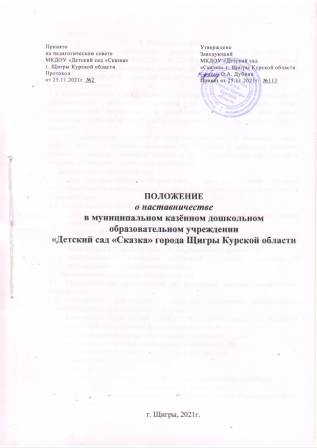 Принято
на педагогическом совете
МКДОУ «Детский сад «Сказка»
г. Щигры Курской области
Протокол
от 25.11.2021г. №2
Утверждено
Заведующий
МКДОУ «Детский сад
«Сказка» г. Щигры Курской области
О.А. Дубина
Приказ от 25.11.2021г. №113
ПОЛОЖЕНИЕ
о наставничестве
в муниципальном казённом дошкольном
образовательном учреждении
«Детский сад «Сказка» города Щигры Курской области
г. Щигры, 2021г.